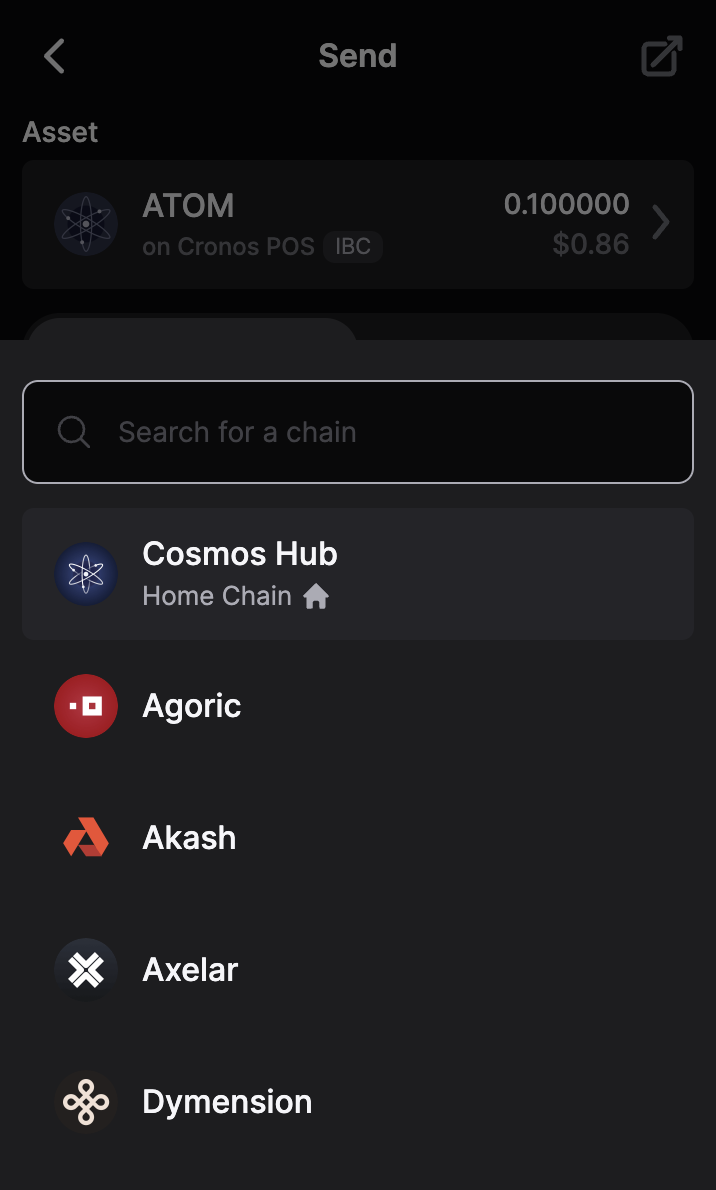 Send
Asset
ATOM
0.100000
on Cronos POS IBC
$0.86
Search for a chain
Cosmos Hub
Home Chain
Agoric
Akash
Axelar
Dymension